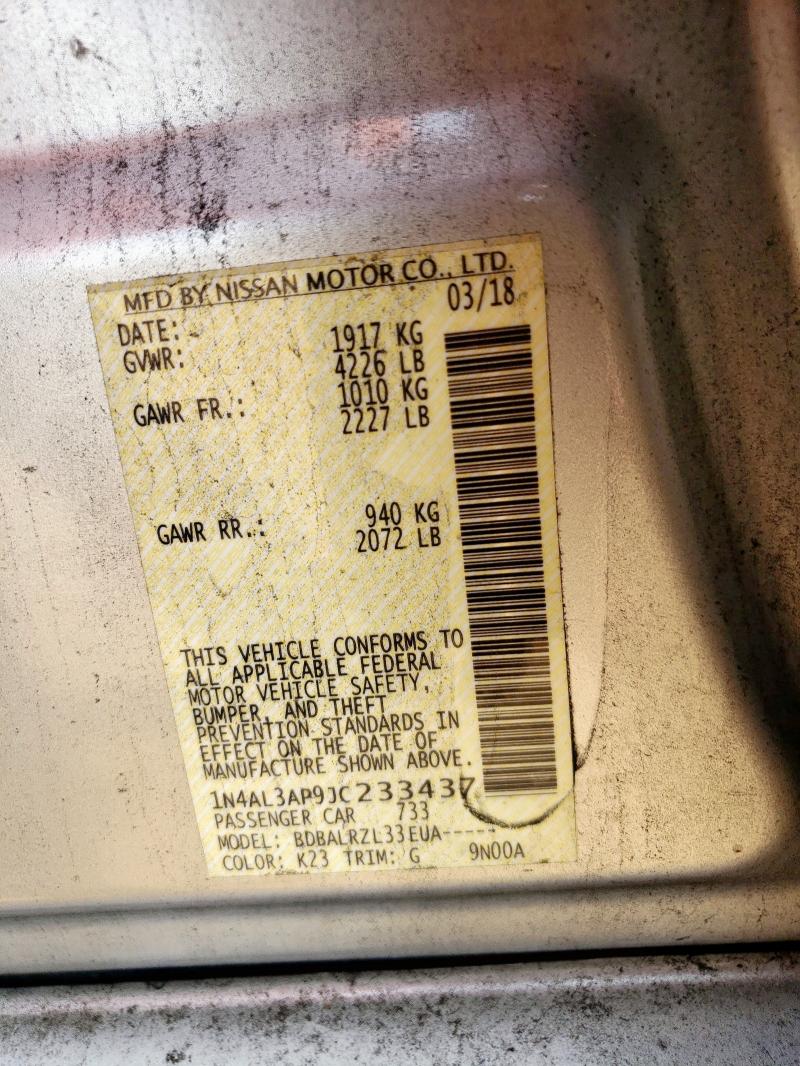 MFD BY NISSAN MOTOR CO., LTD.
DATE: 03/18
GVWR: 1917 KG
4226 LB
GAWR FR.: 1010 KG
2227 LB
GAWR RR.: 940 KG
2072 LB
THIS VEHICLE CONFORMS TO
ALL APPLICABLE FEDERAL
MOTOR VEHICLE SAFETY,
BUMPER, AND THEFT
PREVENTION STANDARDS IN
EFFECT ON THE DATE OF
MANUFACTURE SHOWN ABOVE.
1N4AL3AP9JC233437
PASSENGER CAR 733
MODEL: BDBALRZL33EUA-----
COLOR: K23 TRIM: G 9N00A